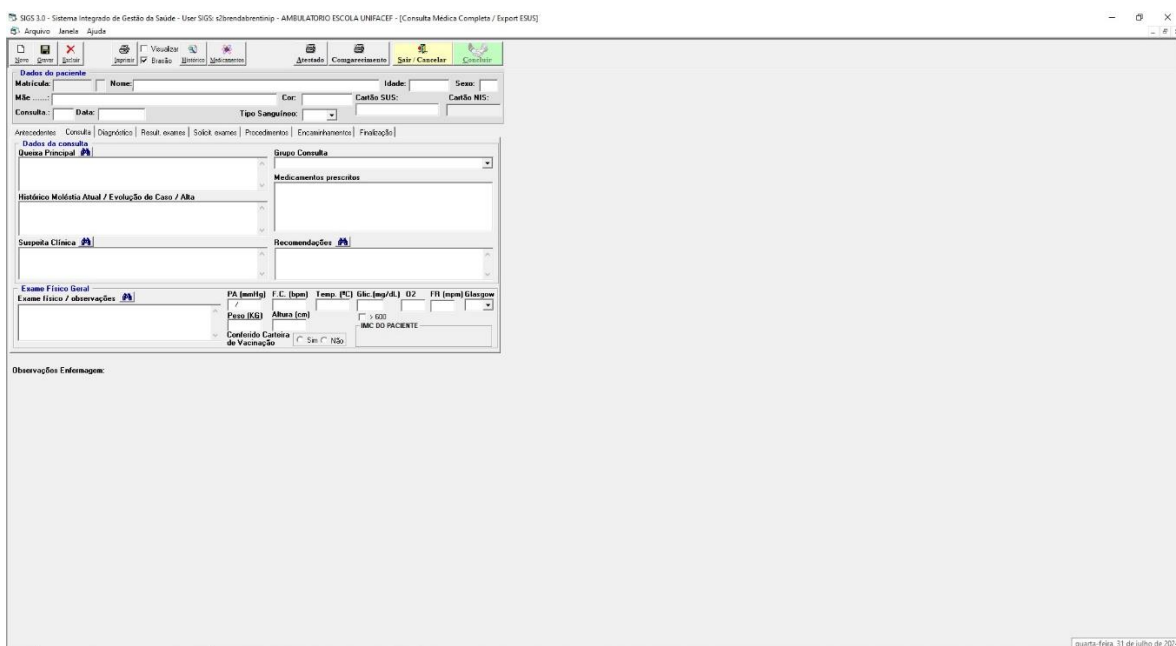 SIGS 3.0 - Sistema Integrado de Gestão da Saúde - User SIGS: s2brendabrentinip - AMBULATORIO ESCOLA UNIFACEF - [Consulta Médica Completa / Export ESUS]
Arquivo Janela Ajuda
Novo Gravar Excluir Imprimir Visualizar Brasão Histórico Medicamentos Atestado Comparecimento Sair / Cancelar Concluir
Dados do paciente
Matrícula: Nome: Idade: Sexo:
Mãe ......: Cor: Cartão SUS: Cartão NIS:
Consulta.: Data: Tipo Sanguíneo:
Antecedentes Consulta Diagnóstico Result. exames Solicit. exames Procedimentos Encaminhamentos Finalização
Dados da consulta
Queixa Principal Grupo Consulta
Medicamentos prescritos
Histórico Moléstia Atual / Evolução do Caso / Alta
Suspeita Clínica Recomendações
Exame Físico Geral
Exame físico / observações PA (mmHg) F.C. (bpm) Temp. (ºC) Glic.(mg/dL) O2 FR (mpm) Glasgow
/
Peso (KG) Altura (cm) > 600
IMC DO PACIENTE
Conferido Carteira de Vacinação Sim Não
Observações Enfermagem:
quarta-feira, 31 de julho de 202